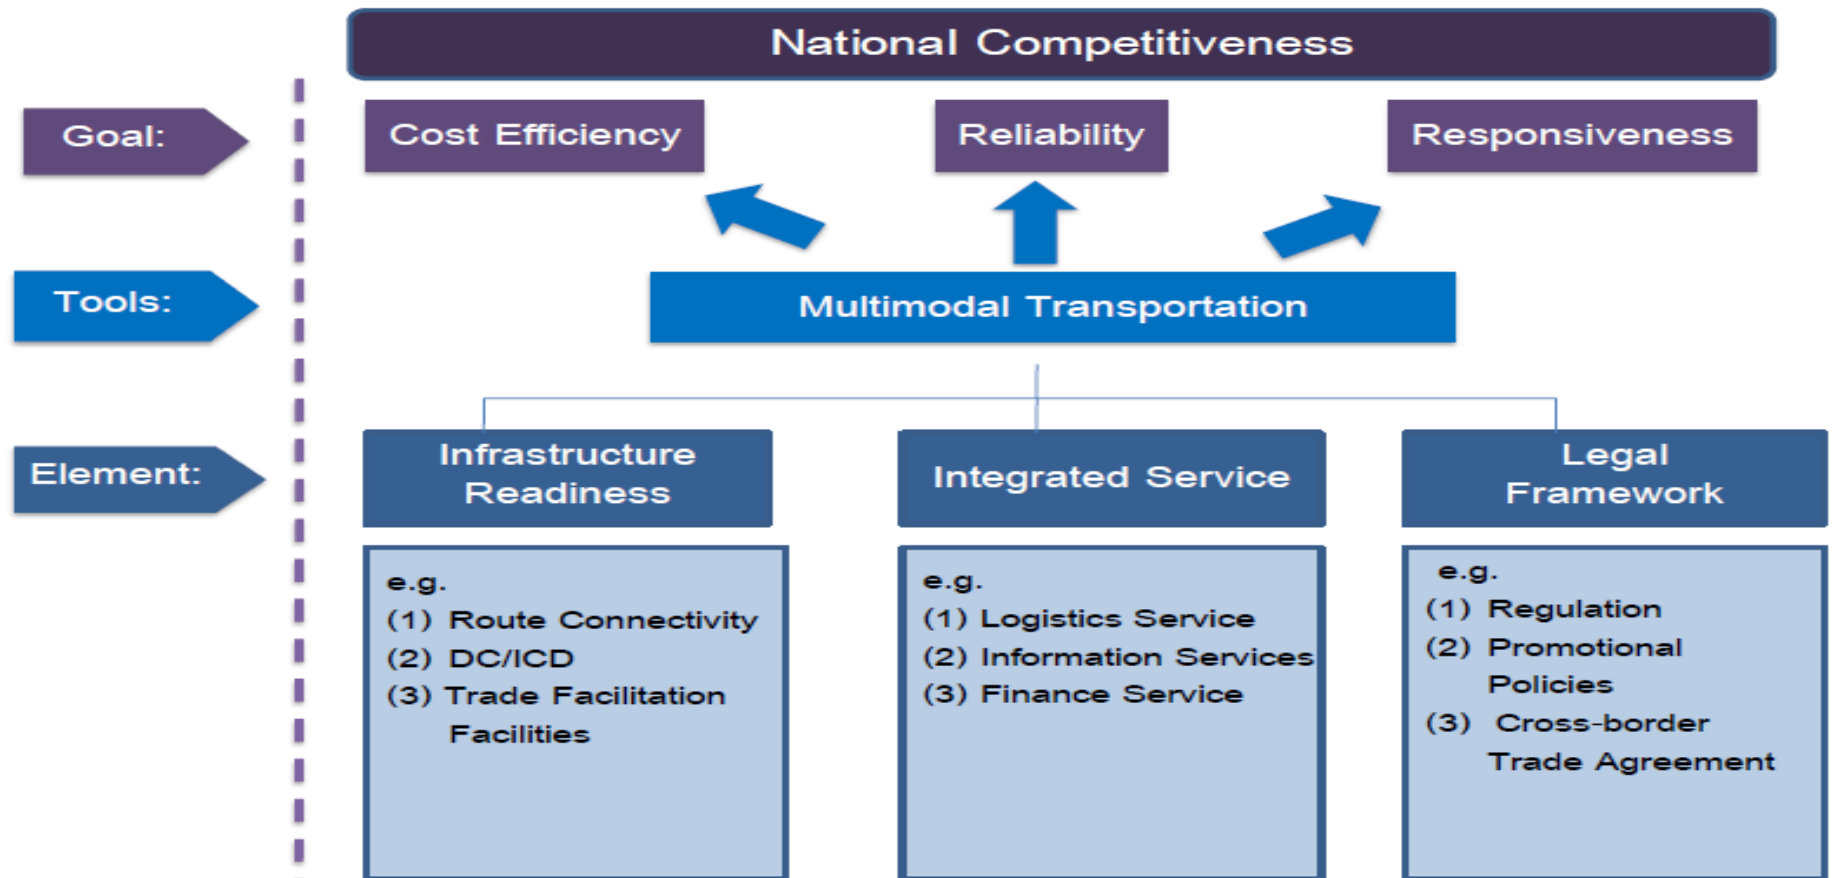 National Competitiveness
Goal:
Cost Efficiency
Reliability
Responsiveness
Tools:
Multimodal Transportation
Element:
Infrastructure
Readiness
Integrated Service
Legal
Framework
e.g.
(1) Route Connectivity
(2) DC/ICD
(3) Trade Facilitation
Facilities
e.g.
(1) Logistics Service
(2) Information Services
(3) Finance Service
e.g.
(1) Regulation
(2) Promotional
Policies
(3) Cross-border
Trade Agreement